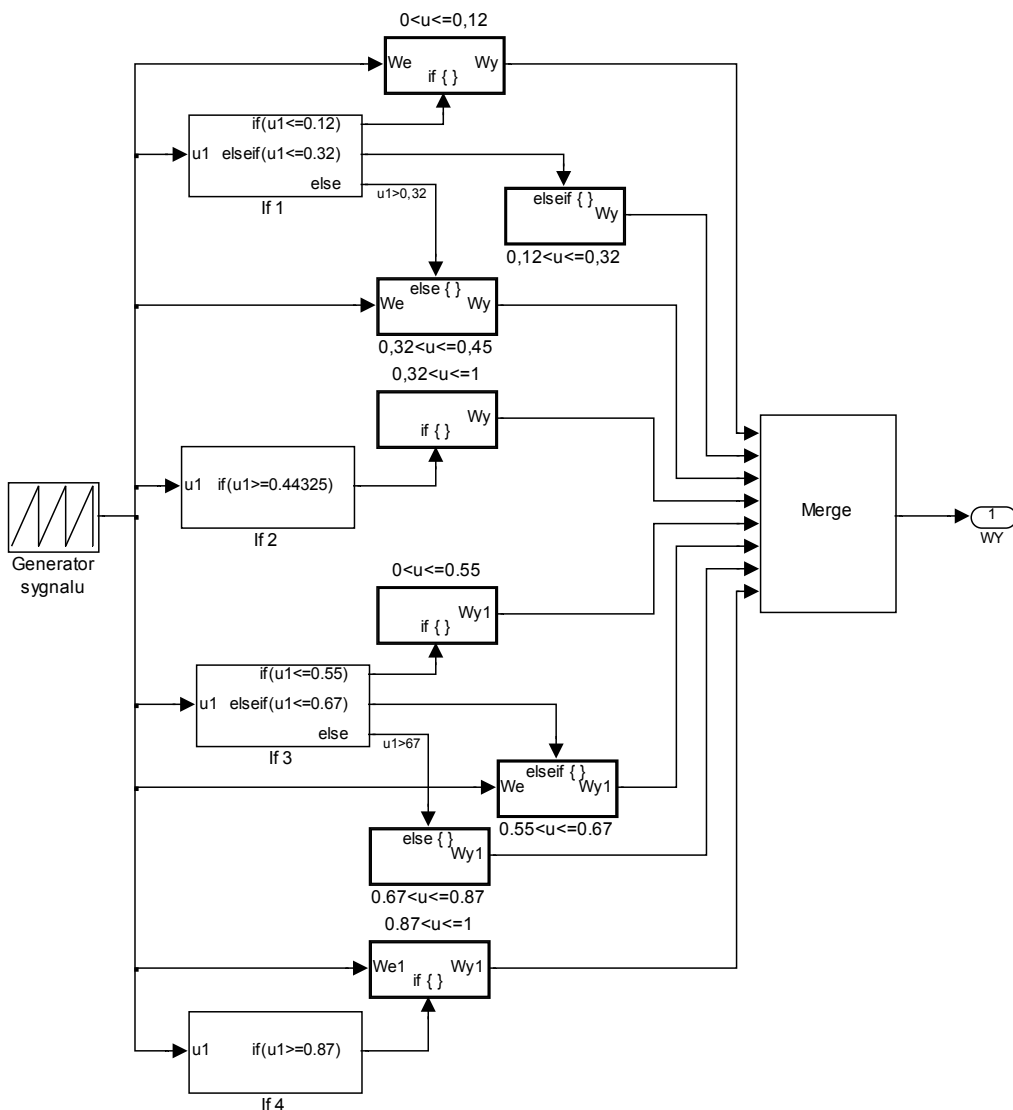 0<u<=0,12
We
Wy
if { }
if(u1<=0.12)
u1
elseif(u1<=0.32)
else
u1>0,32
If 1
elseif { }
Wy
0,12<u<=0,32
else { }
We
Wy
0,32<u<=0,45
0,32<u<=1
Wy
if { }
u1
if(u1>=0.44325)
If 2
Generator
sygnalu
Merge
1
WY
0<u<=0.55
Wy1
if { }
if(u1<=0.55)
u1
elseif(u1<=0.67)
else
u1>67
If 3
elseif { }
We
Wy1
0.55<u<=0.67
else { }
Wy1
0.67<u<=0.87
0.87<u<=1
We1
Wy1
if { }
u1
if(u1>=0.87)
If 4